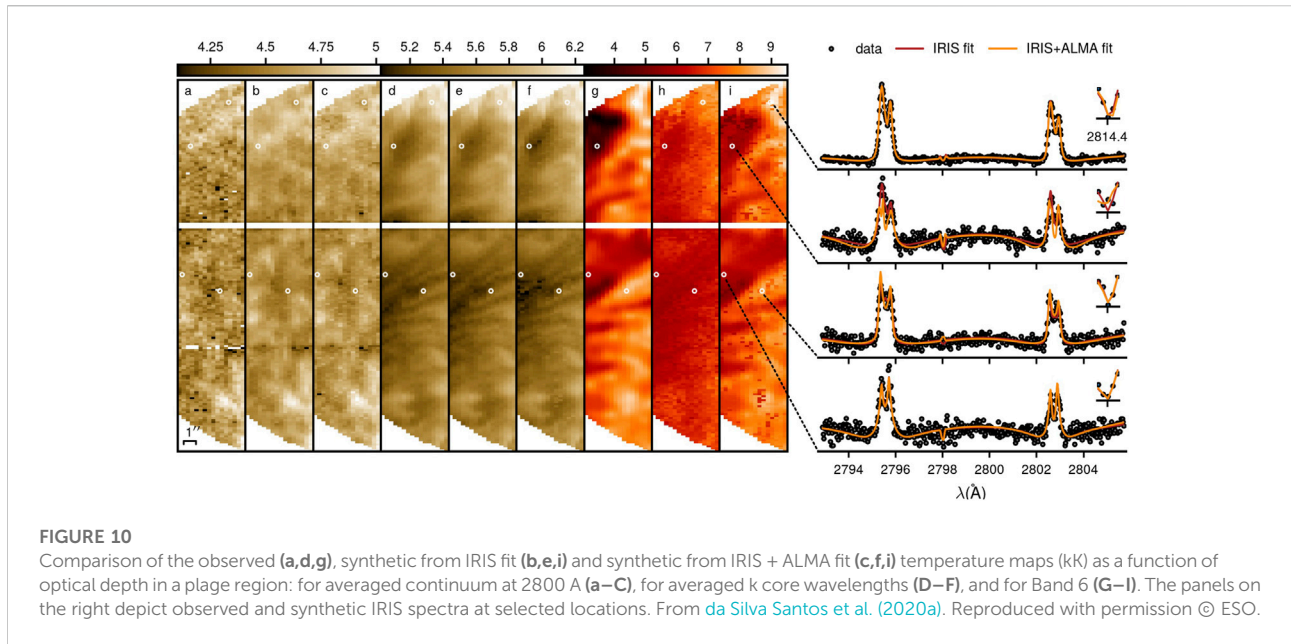 4.25 4.5 4.75 5 5.2 5.4 5.6 5.8 6 6.2 4 5 6 7 8 9
data IRIS fit IRIS+ALMA fit
a b c d e f g h i
2814.4
1″
2794 2796 2798 2800 2802 2804
λ(Å)
FIGURE 10
Comparison of the observed (a,d,g), synthetic from IRIS fit (b,e,i) and synthetic from IRIS + ALMA fit (c,f,i) temperature maps (kK) as a function of
optical depth in a plage region: for averaged continuum at 2800 A (a–C), for averaged k core wavelengths (D–F), and for Band 6 (G–I). The panels on
the right depict observed and synthetic IRIS spectra at selected locations. From da Silva Santos et al. (2020a). Reproduced with permission © ESO.